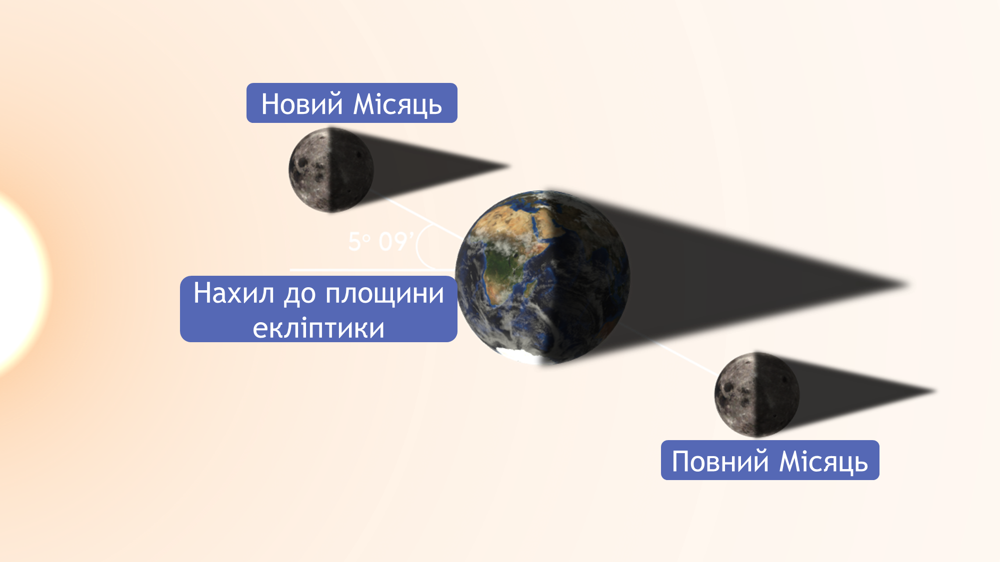 Новий Місяць
5° 09’
Нахил до площини
екліптики
Повний Місяць